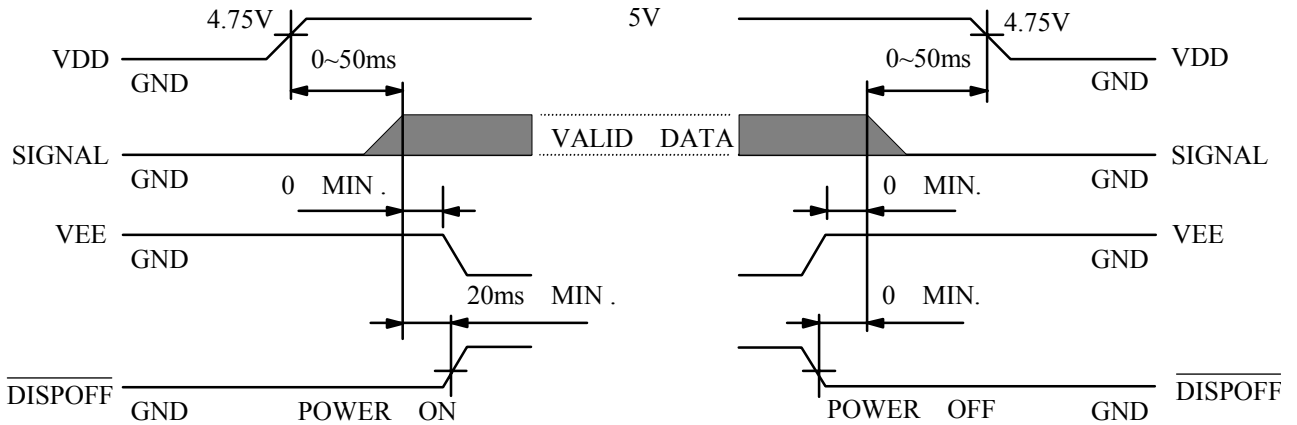 4.75V 5V 4.75V
VDD 0~50ms 0~50ms VDD
GND GND
VALID DATA
SIGNAL SIGNAL
GND GND
0 MIN . 0 MIN.
VEE VEE
GND GND
20ms MIN . 0 MIN.
DISPOFF DISPOFF
GND POWER ON POWER OFF GND